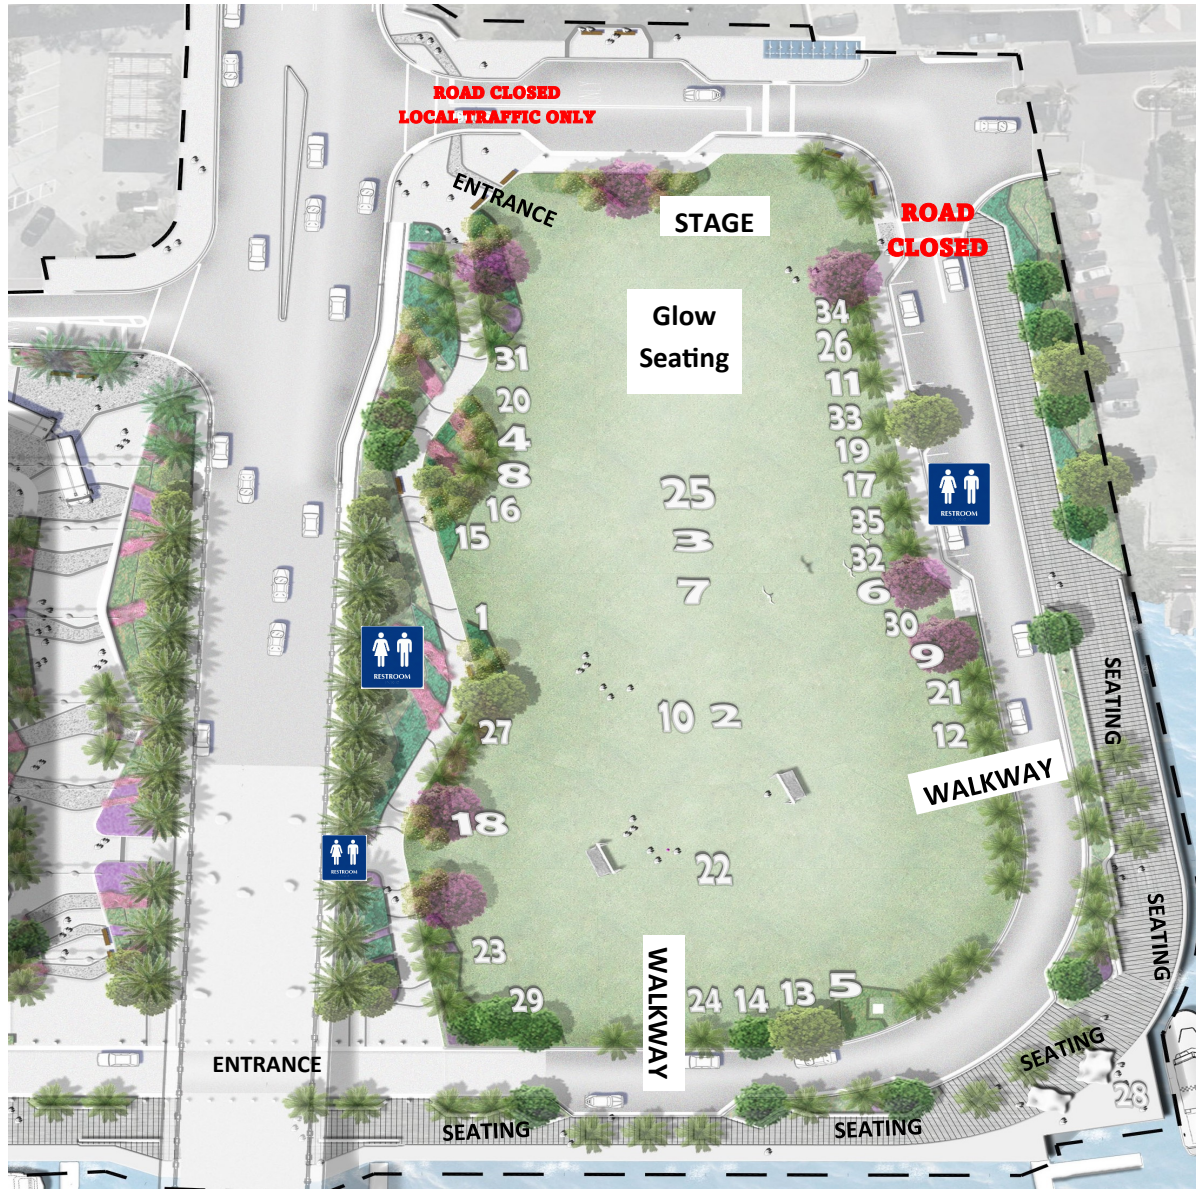 ROAD CLOSED
LOCAL TRAFFIC ONLY
ENTRANCE
STAGE
ROAD
CLOSED
Glow
Seating
34
26
11
33
19
17
35
32
6
30
9
21
12
31
20
4
8
16
15
1
27
18
23
29
25
3
7
10 2
22
24 14 13 5
28
RESTROOM
RESTROOM
RESTROOM
WALKWAY
WALKWAY
ENTRANCE
SEATING
SEATING
SEATING
SEATING
SEATING